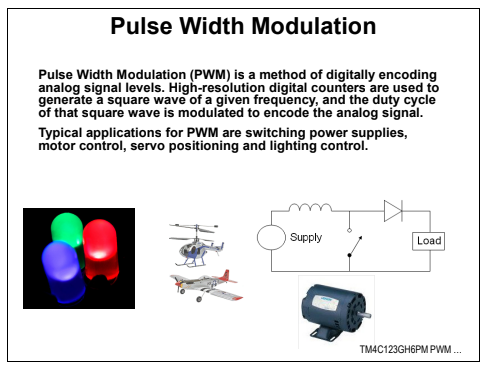 Pulse Width Modulation
Pulse Width Modulation (PWM) is a method of digitally encoding
analog signal levels. High-resolution digital counters are used to
generate a square wave of a given frequency, and the duty cycle
of that square wave is modulated to encode the analog signal.
Typical applications for PWM are switching power supplies,
motor control, servo positioning and lighting control.
Supply
Load
TM4C123GH6PM PWM ...